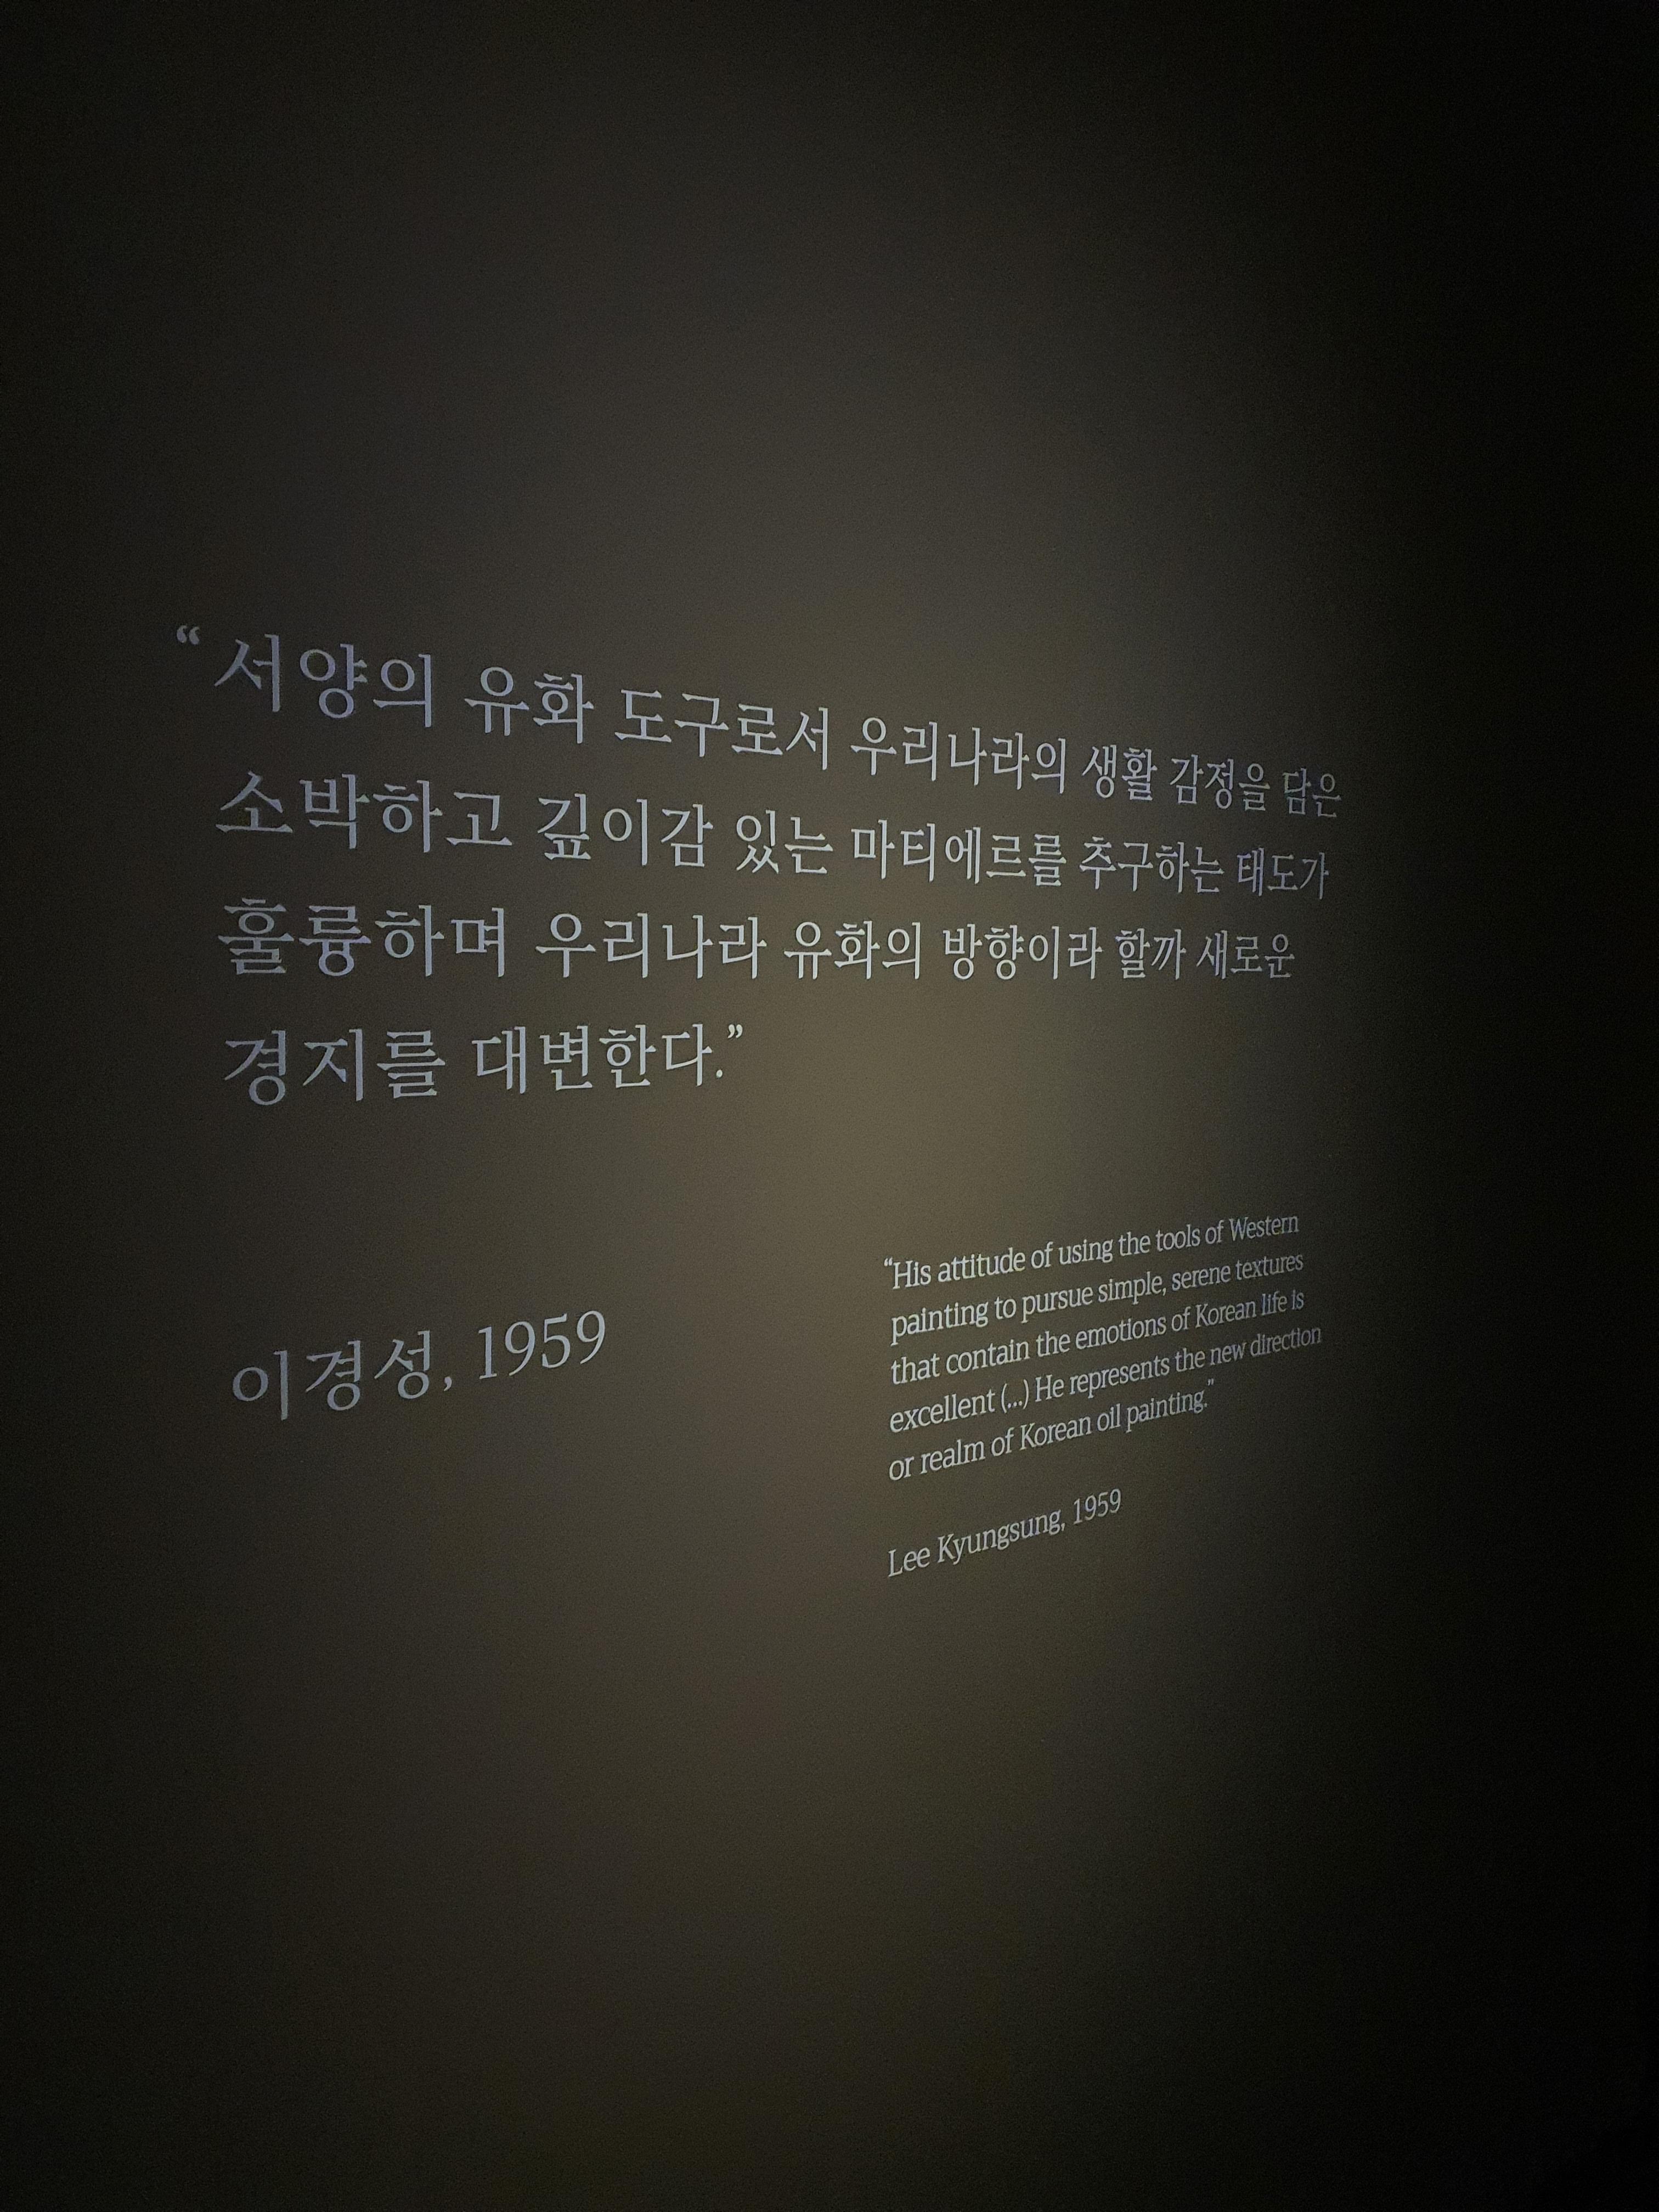 “서양의 유화 도구로서 우리나라의 생활 감정을 담은
소박하고 깊이감 있는 마티에르를 추구하는 태도가
훌륭하며 우리나라 유화의 방향이라 할까 새로운
경지를 대변한다.”
이경성, 1959
“His attitude of using the tools of Western
painting to pursue simple, serene textures
that contain the emotions of Korean life is
excellent (...) He represents the new direction
or realm of Korean oil painting.”
Lee Kyungsung, 1959